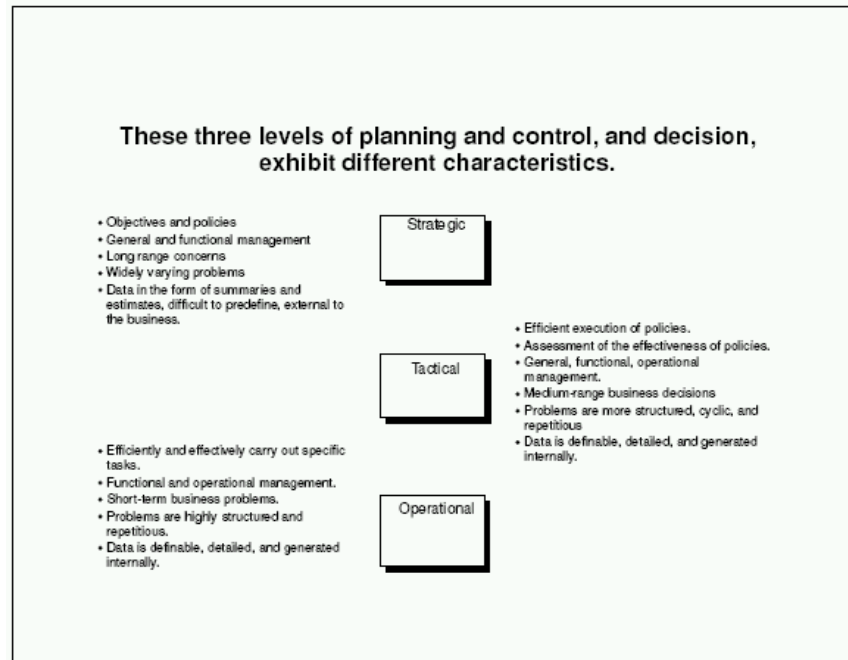 These three levels of planning and control, and decision,
exhibit different characteristics.
• Objectives and policies
• General and functional management
• Long range concerns
• Widely varying problems
• Data in the form of summaries and
estimates, difficult to predefine, external to
the business.
Strategic
Tactical
• Efficient execution of policies.
• Assessment of the effectiveness of policies.
• General, functional, operational
management.
• Medium-range business decisions
• Problems are more structured, cyclic, and
repetitious
• Data is definable, detailed, and generated
internally.
• Efficiently and effectively carry out specific
tasks.
• Functional and operational management.
• Short-term business problems.
• Problems are highly structured and
repetitious.
• Data is definable, detailed, and generated
internally.
Operational